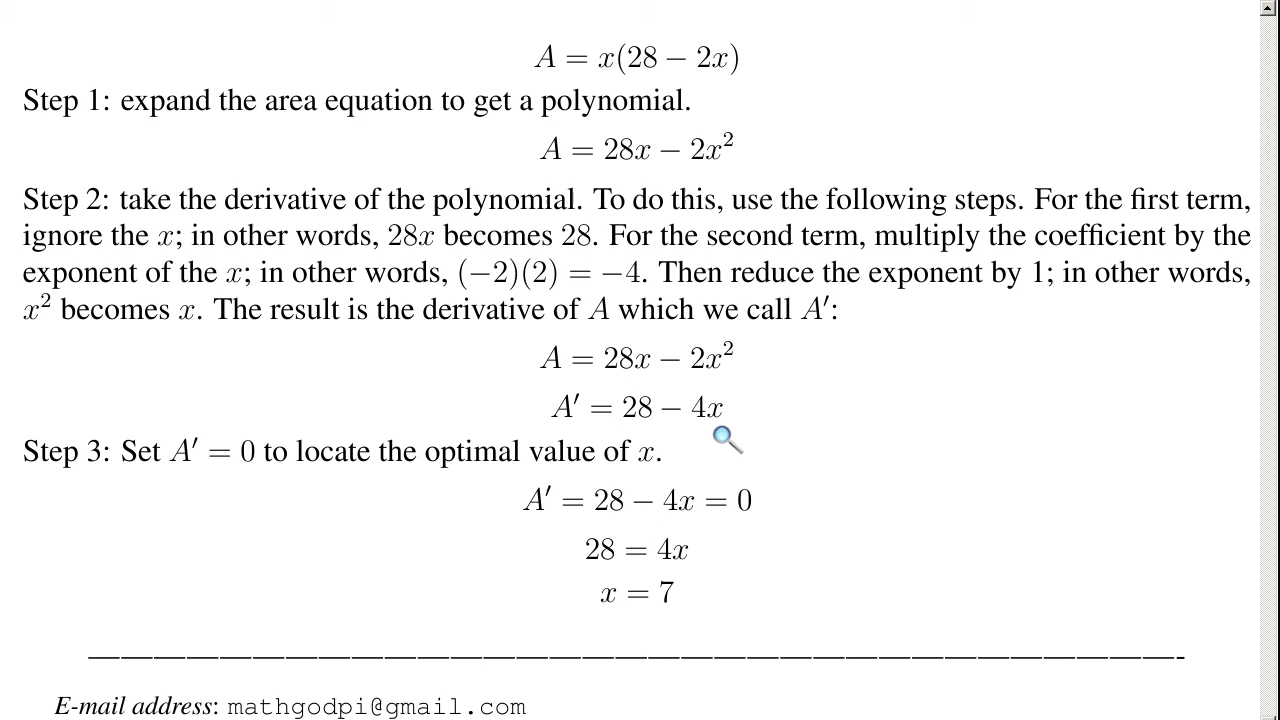 A = x(28 − 2x)
Step 1: expand the area equation to get a polynomial.
A = 28x − 2x²
Step 2: take the derivative of the polynomial. To do this, use the following steps. For the first term,
ignore the x; in other words, 28x becomes 28. For the second term, multiply the coefficient by the
exponent of the x; in other words, (−2)(2) = −4. Then reduce the exponent by 1; in other words,
x² becomes x. The result is the derivative of A which we call A′:
A = 28x − 2x²
A′ = 28 − 4x
Step 3: Set A′ = 0 to locate the optimal value of x.
A′ = 28 − 4x = 0
28 = 4x
x = 7
E-mail address: mathgodpi@gmail.com